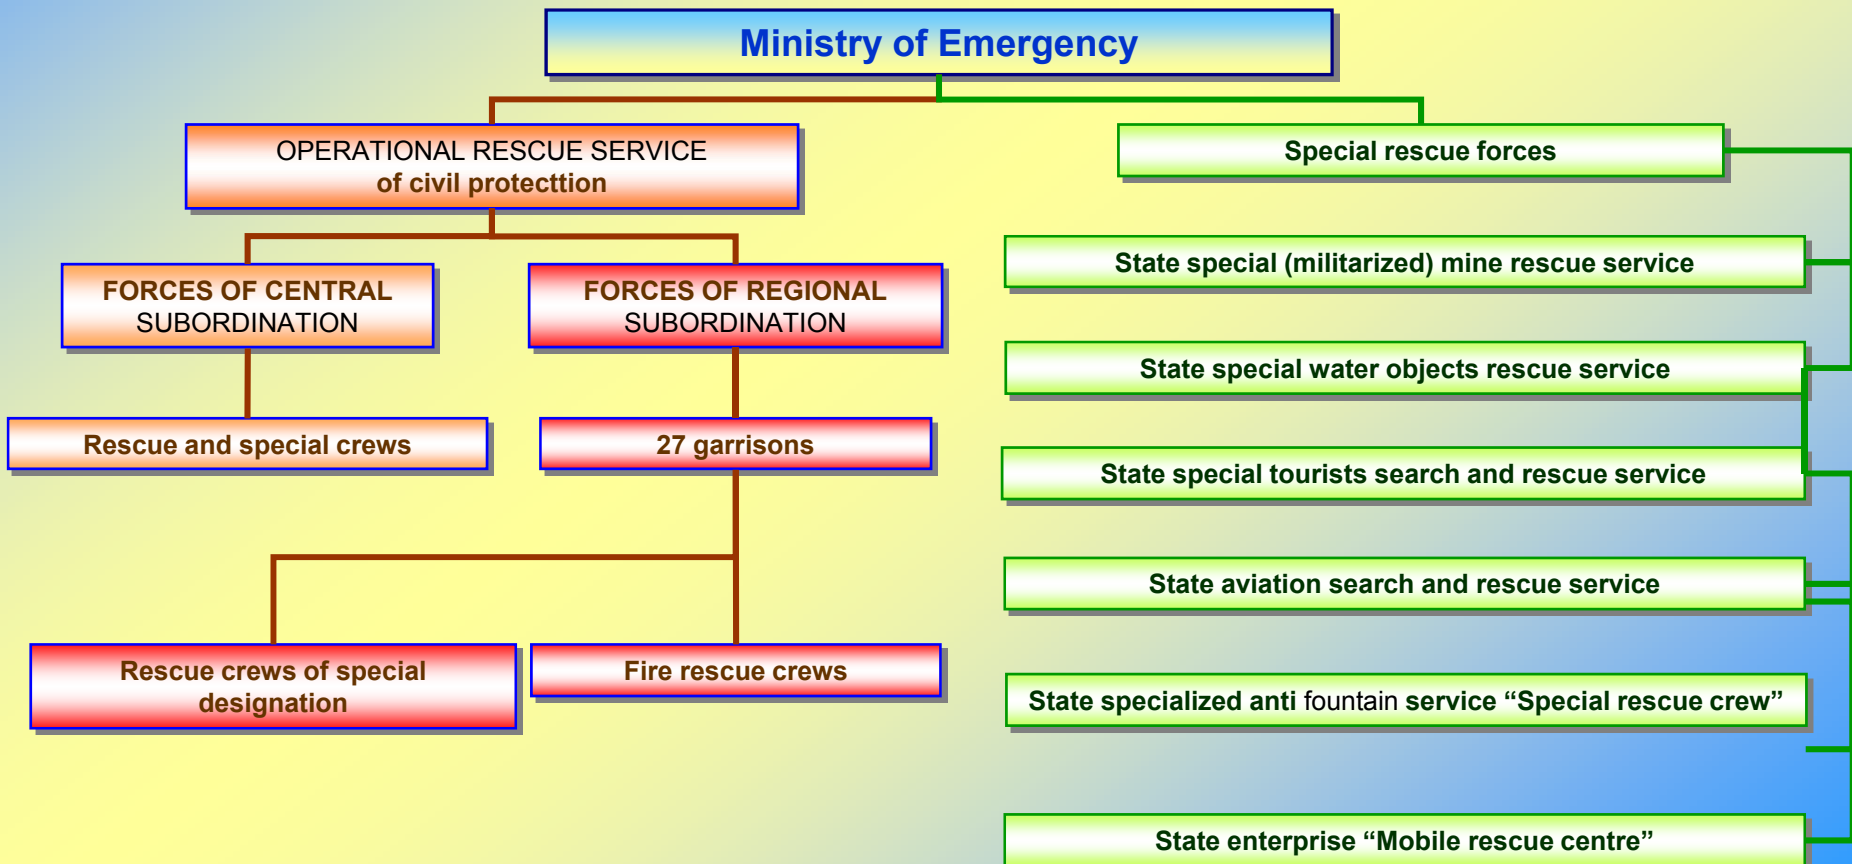 Ministry of Emergency
OPERATIONAL RESCUE SERVICE
of civil protecttion
Special rescue forces
FORCES OF CENTRAL
SUBORDINATION
FORCES OF REGIONAL
SUBORDINATION
State special (militarized) mine rescue service
State special water objects rescue service
Rescue and special crews
27 garrisons
State special tourists search and rescue service
State aviation search and rescue service
Rescue crews of special
designation
Fire rescue crews
State specialized anti fountain service “Special rescue crew”
State enterprise “Mobile rescue centre”